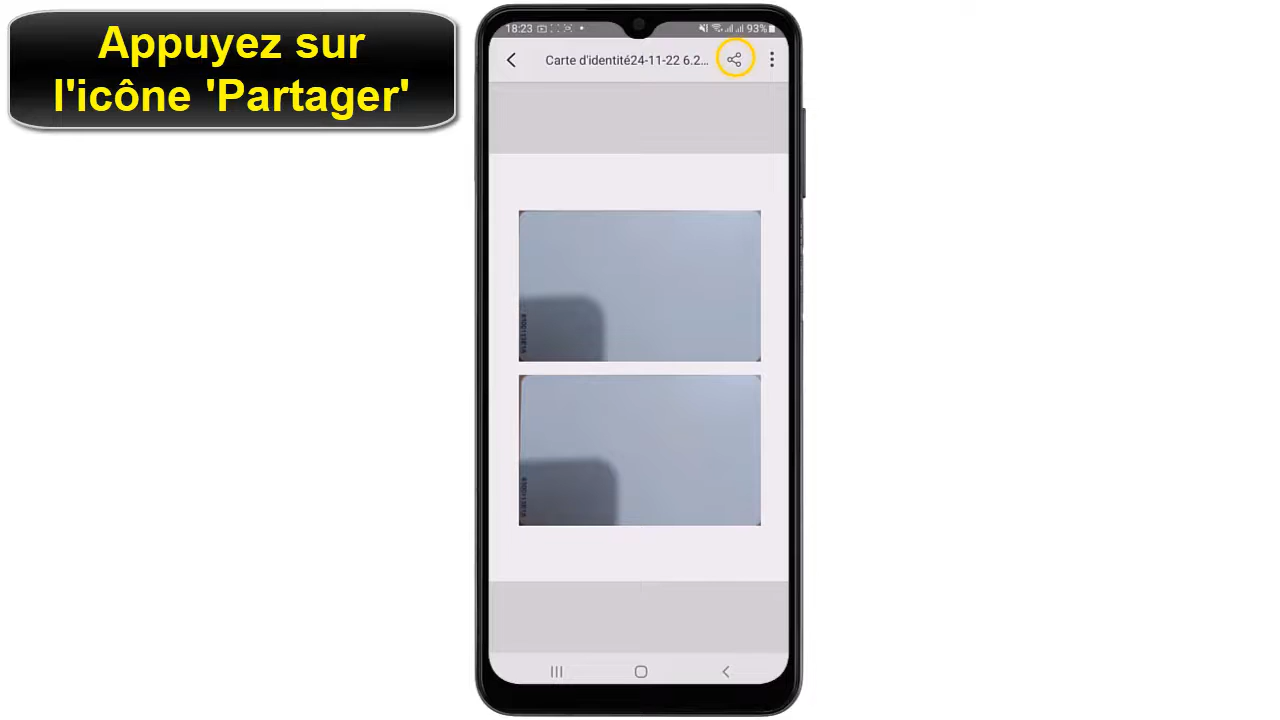 Appuyez sur
l'icône 'Partager'
18:23
93%
Carte d'identité24-11-22 6.2...